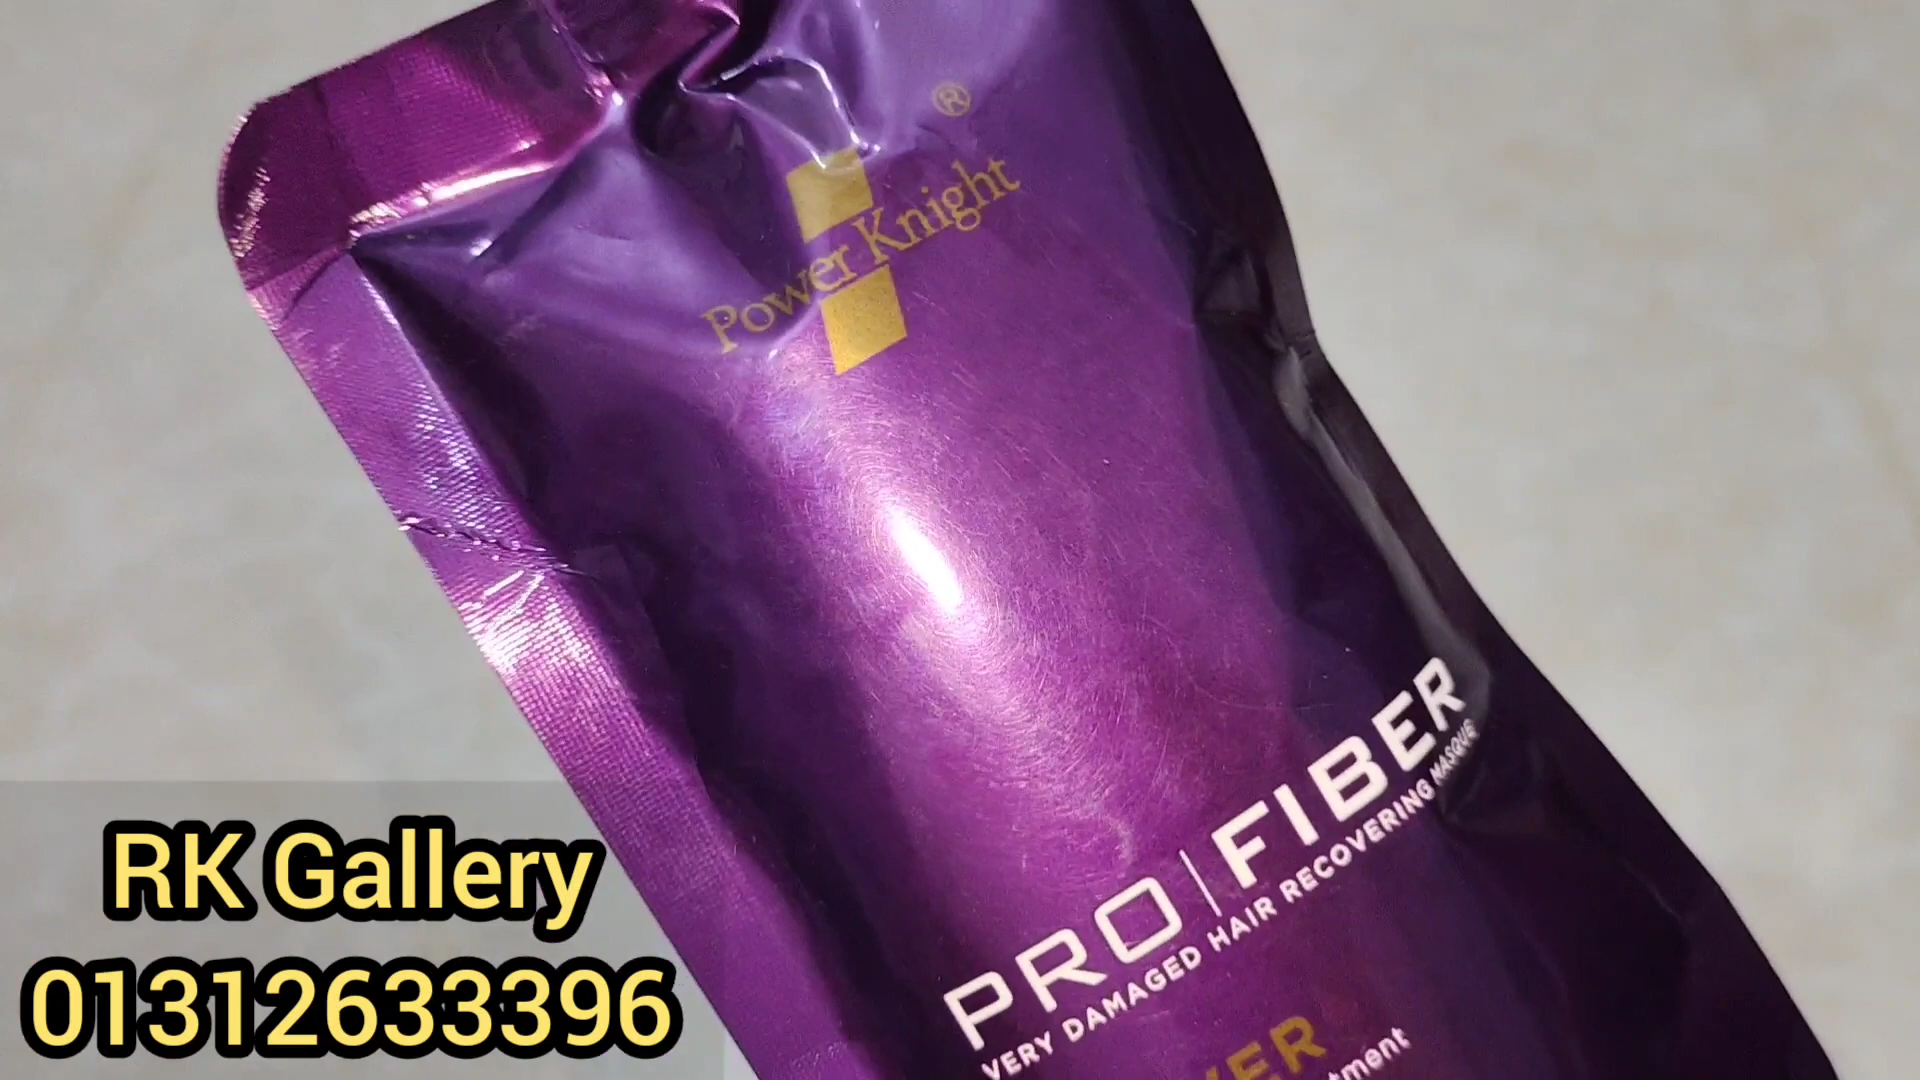 ®
Power Knight
PRO | FIBER
VERY DAMAGED HAIR RECOVERING MASQUE
RK Gallery
01312633396